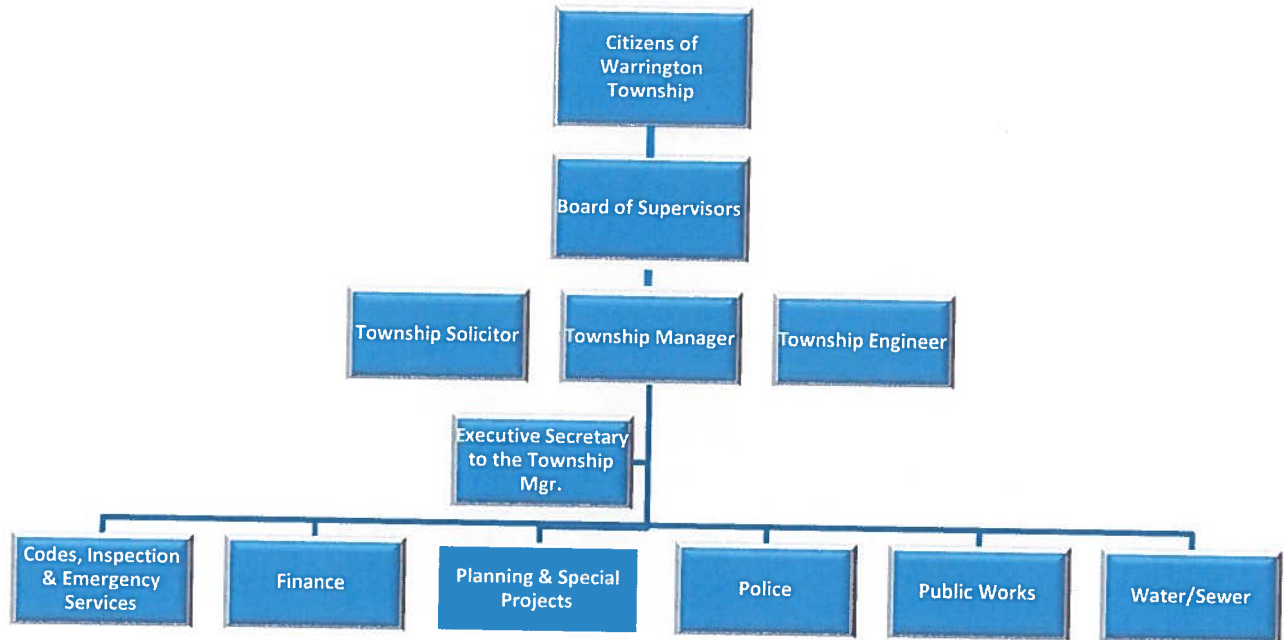 Citizens of
Warrington
Township
Board of Supervisors
Township Solicitor
Township Manager
Township Engineer
Executive Secretary
to the Township
Mgr.
Codes, Inspection
& Emergency
Services
Finance
Planning & Special
Projects
Police
Public Works
Water/Sewer